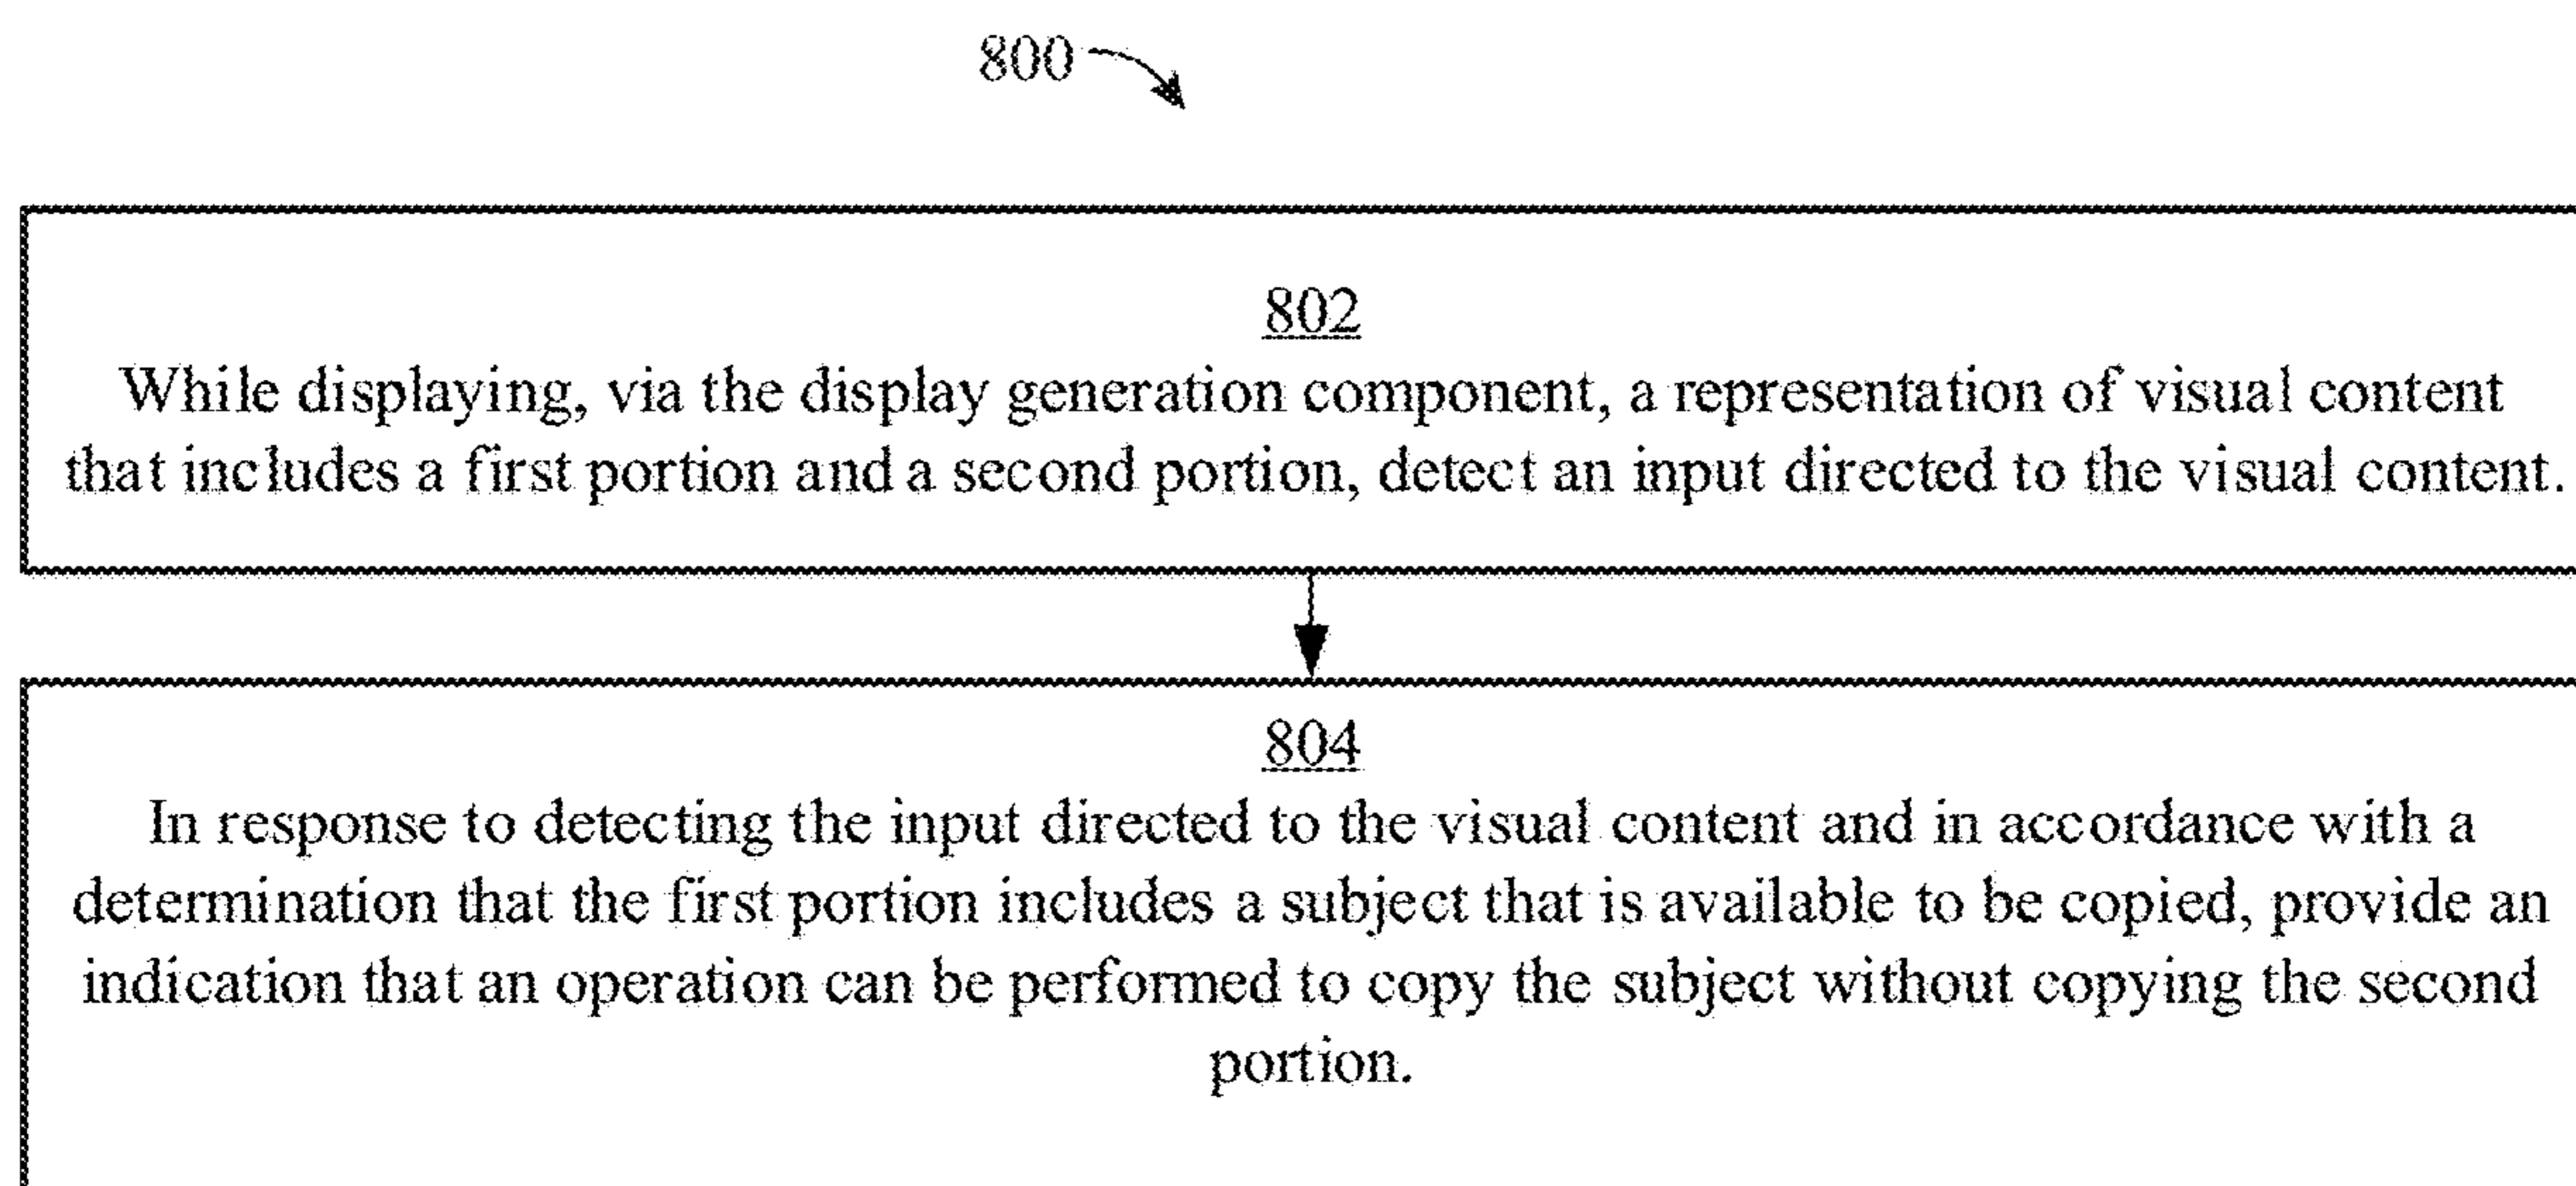 800
802
While displaying, via the display generation component, a representation of visual content
that includes a first portion and a second portion, detect an input directed to the visual content.
804
In response to detecting the input directed to the visual content and in accordance with a
determination that the first portion includes a subject that is available to be copied, provide an
indication that an operation can be performed to copy the subject without copying the second
portion.